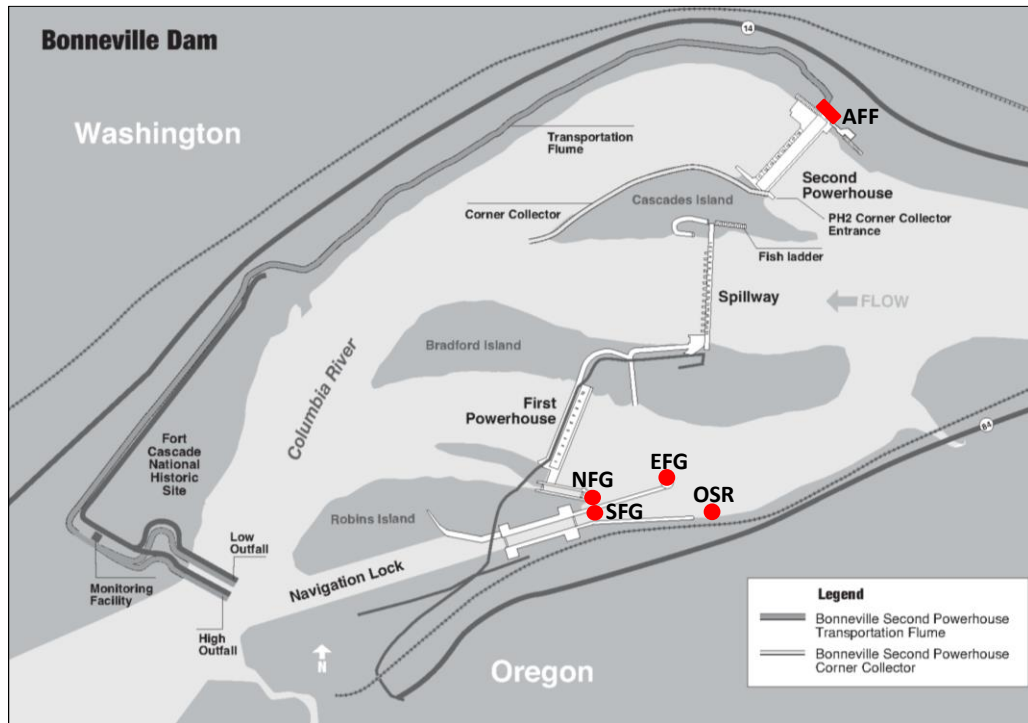 Bonneville Dam
14
Washington
AFF
Transportation
Flume
Second
Powerhouse
Corner Collector
Cascades Island
PH2 Corner Collector
Entrance
Fish ladder
Spillway
FLOW
Bradford Island
Columbia River
First
Powerhouse
64
Fort
Cascade
National
Historic
Site
EFG
NFG
OSR
SFG
Robins Island
Low
Outfall
Navigation Lock
Monitoring
Facility
High
Outfall
N
Oregon
Legend
Bonneville Second Powerhouse
Transportation Flume
Bonneville Second Powerhouse
Corner Collector